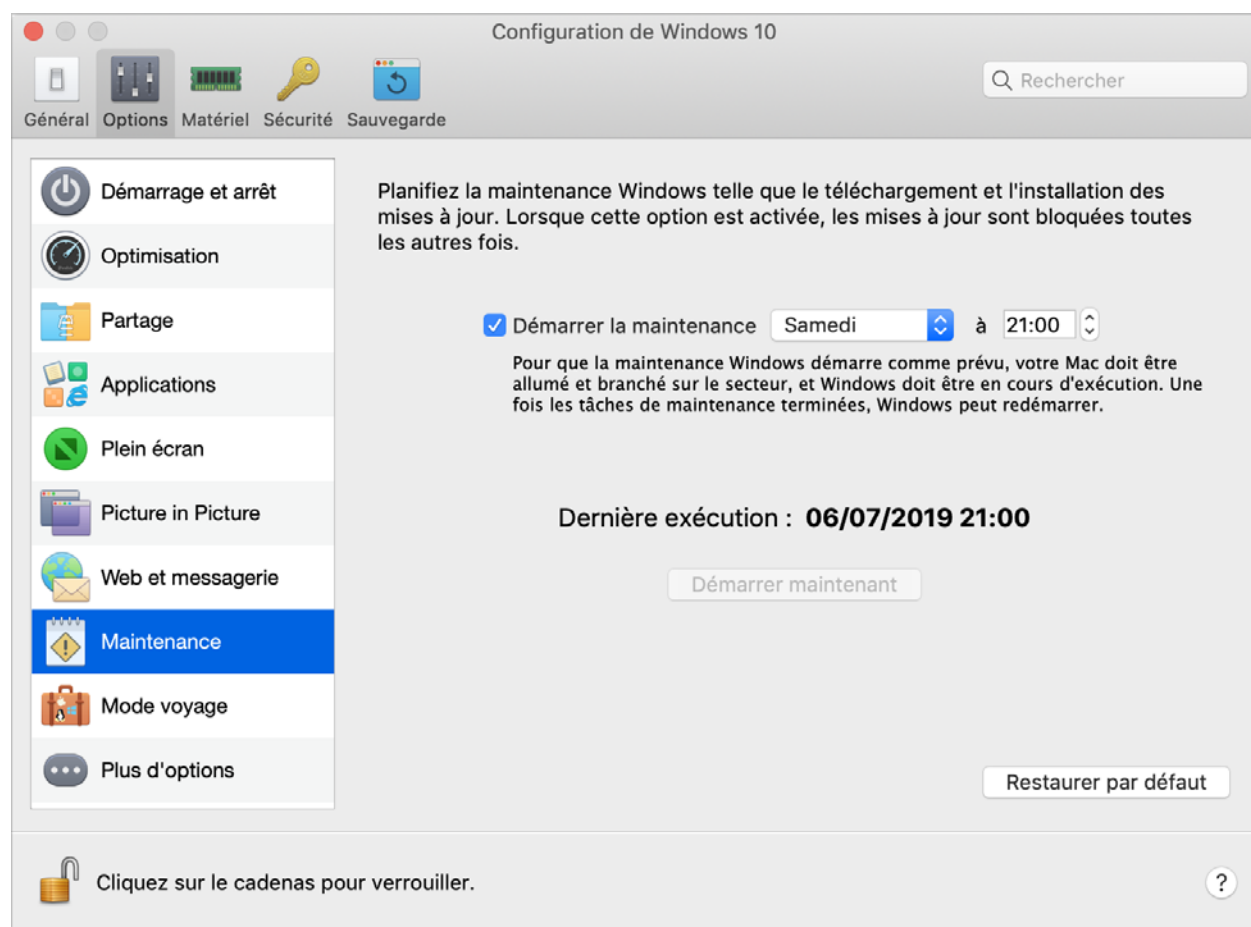 Configuration de Windows 10
Général Options Matériel Sécurité Sauvegarde
Rechercher
Démarrage et arrêt
Optimisation
Partage
Applications
Plein écran
Picture in Picture
Web et messagerie
Maintenance
Mode voyage
Plus d'options
Planifiez la maintenance Windows telle que le téléchargement et l'installation des
mises à jour. Lorsque cette option est activée, les mises à jour sont bloquées toutes
les autres fois.
Démarrer la maintenance Samedi à 21:00
Pour que la maintenance Windows démarre comme prévu, votre Mac doit être
allumé et branché sur le secteur, et Windows doit être en cours d'exécution. Une
fois les tâches de maintenance terminées, Windows peut redémarrer.
Dernière exécution : 06/07/2019 21:00
Démarrer maintenant
Restaurer par défaut
Cliquez sur le cadenas pour verrouiller.
?